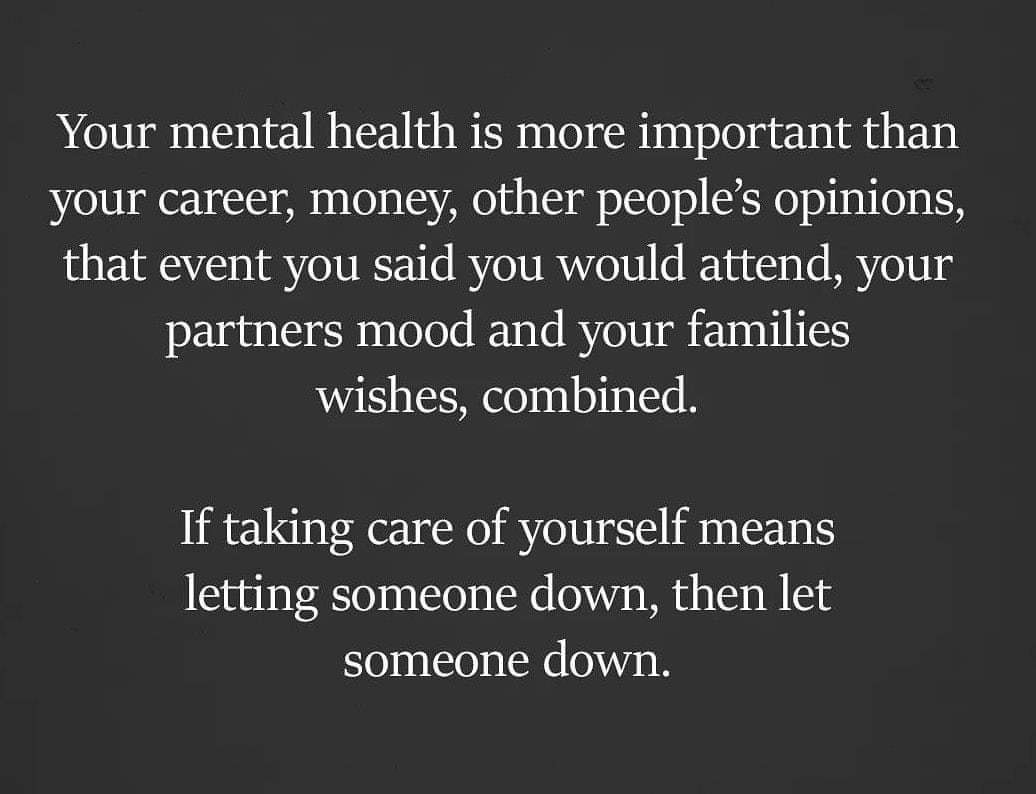 Your mental health is more important than
your career, money, other people’s opinions,
that event you said you would attend, your
partners mood and your families
wishes, combined.
If taking care of yourself means
letting someone down, then let
someone down.